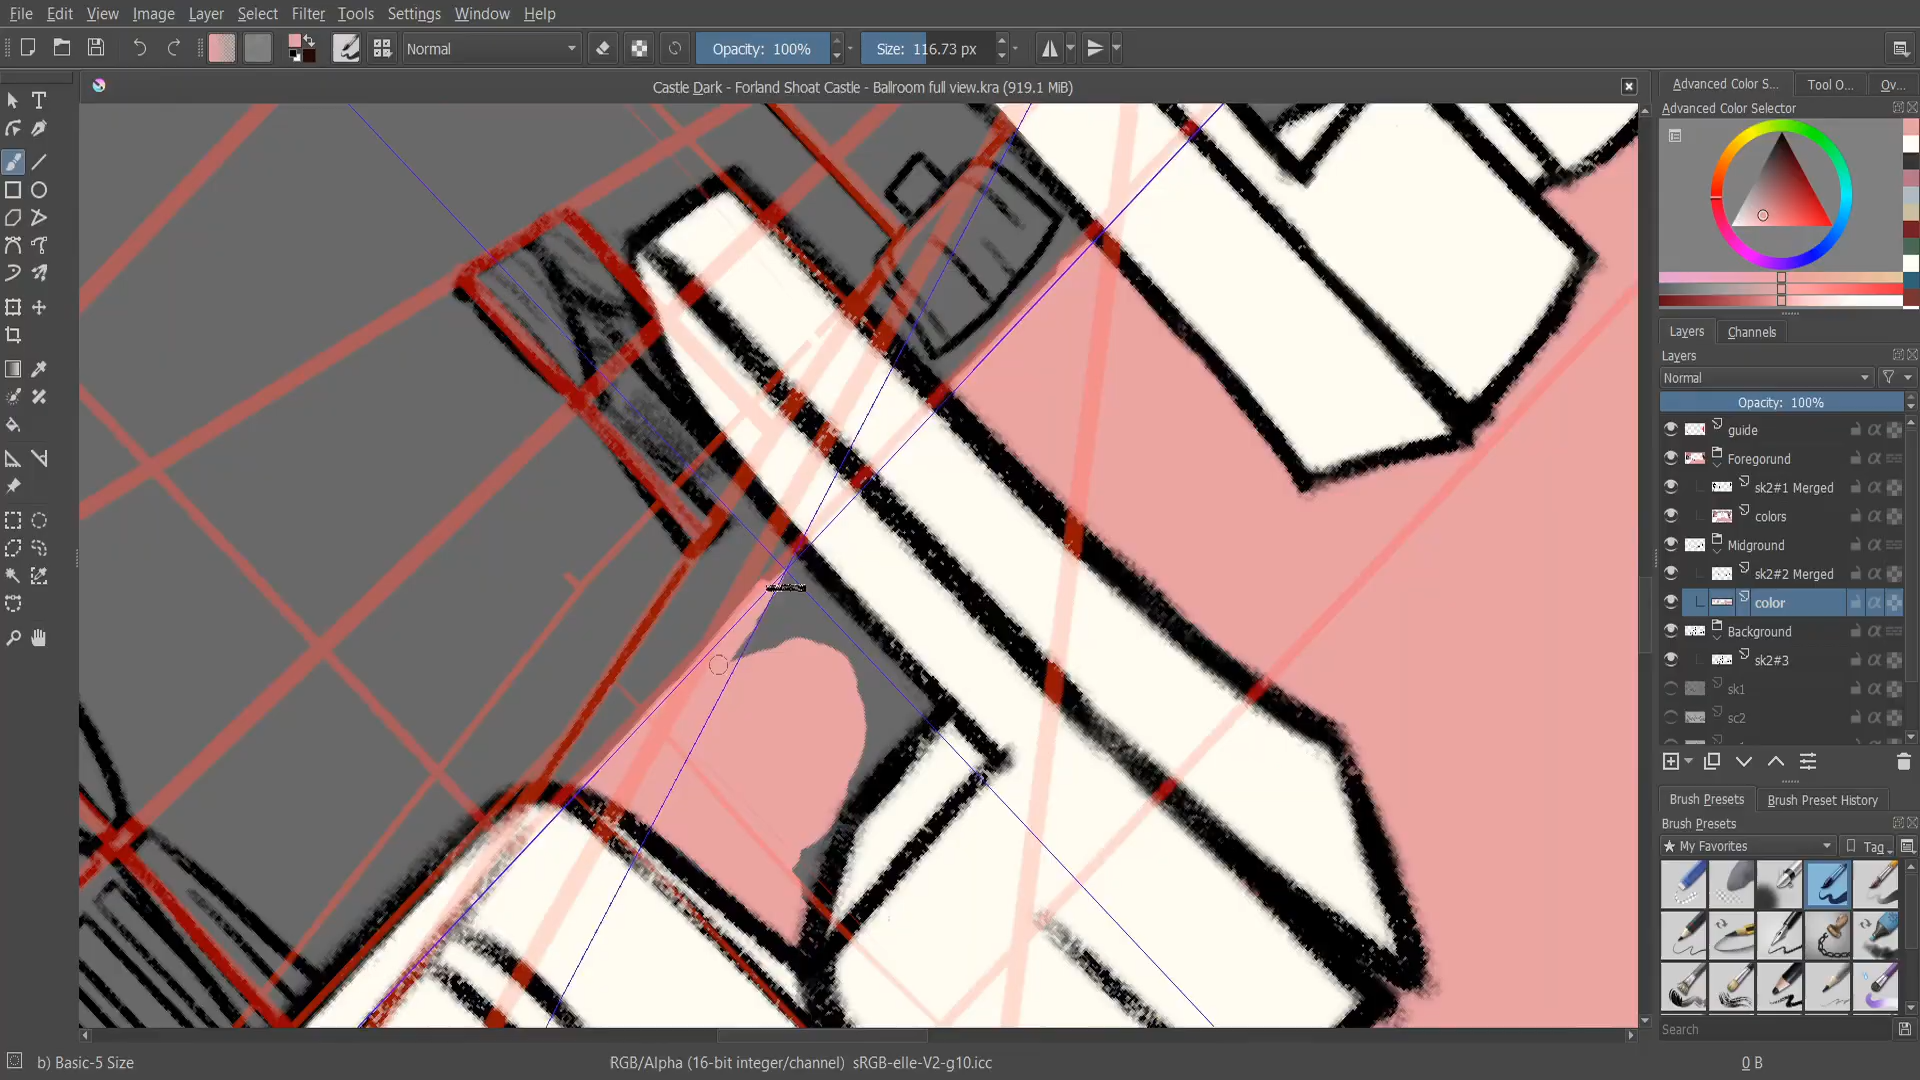 File Edit View Image Layer Select Filter Tools Settings Window Help
Normal Opacity: 100% Size: 116.73 px
Castle Dark - Forland Shoat Castle - Ballroom full view.kra (919.1 MiB)
Advanced Color S... Tool O... Ov...
Advanced Color Selector
Layers Channels
Layers
Normal
Opacity: 100%
guide
Foregorund
sk2#1 Merged
colors
Midground
sk2#2 Merged
color
Background
sk2#3
sk1
sc2
Brush Presets Brush Preset History
Brush Presets
★ My Favorites Tag
Search
b) Basic-5 Size RGB/Alpha (16-bit integer/channel) sRGB-elle-V2-g10.icc 0 B